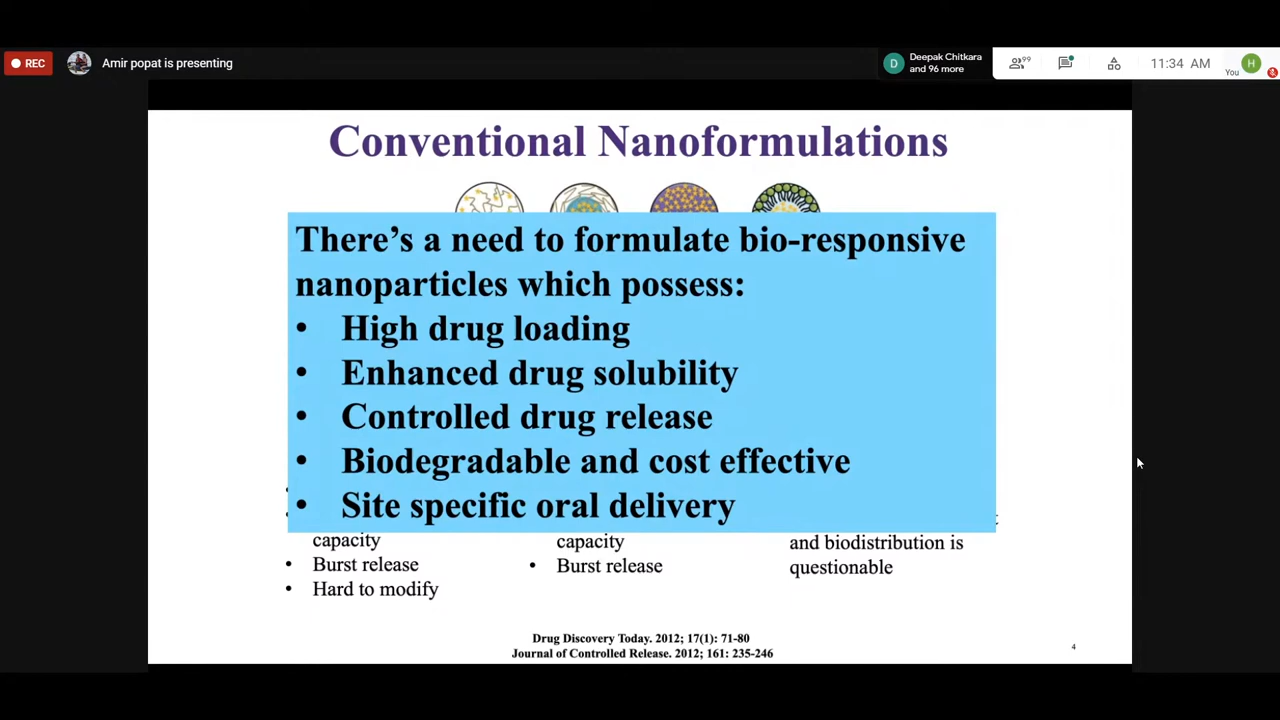 REC
Amir popat is presenting
Deepak Chitkara
and 96 more
D
99
11:34 AM
You
H
Conventional Nanoformulations
There's a need to formulate bio-responsive
nanoparticles which possess:
• High drug loading
• Enhanced drug solubility
• Controlled drug release
• Biodegradable and cost effective
• Site specific oral delivery
capacity
• Burst release
• Hard to modify
capacity
• Burst release
and biodistribution is
questionable
Drug Discovery Today. 2012; 17(1): 71-80
Journal of Controlled Release. 2012; 161: 235-246
4